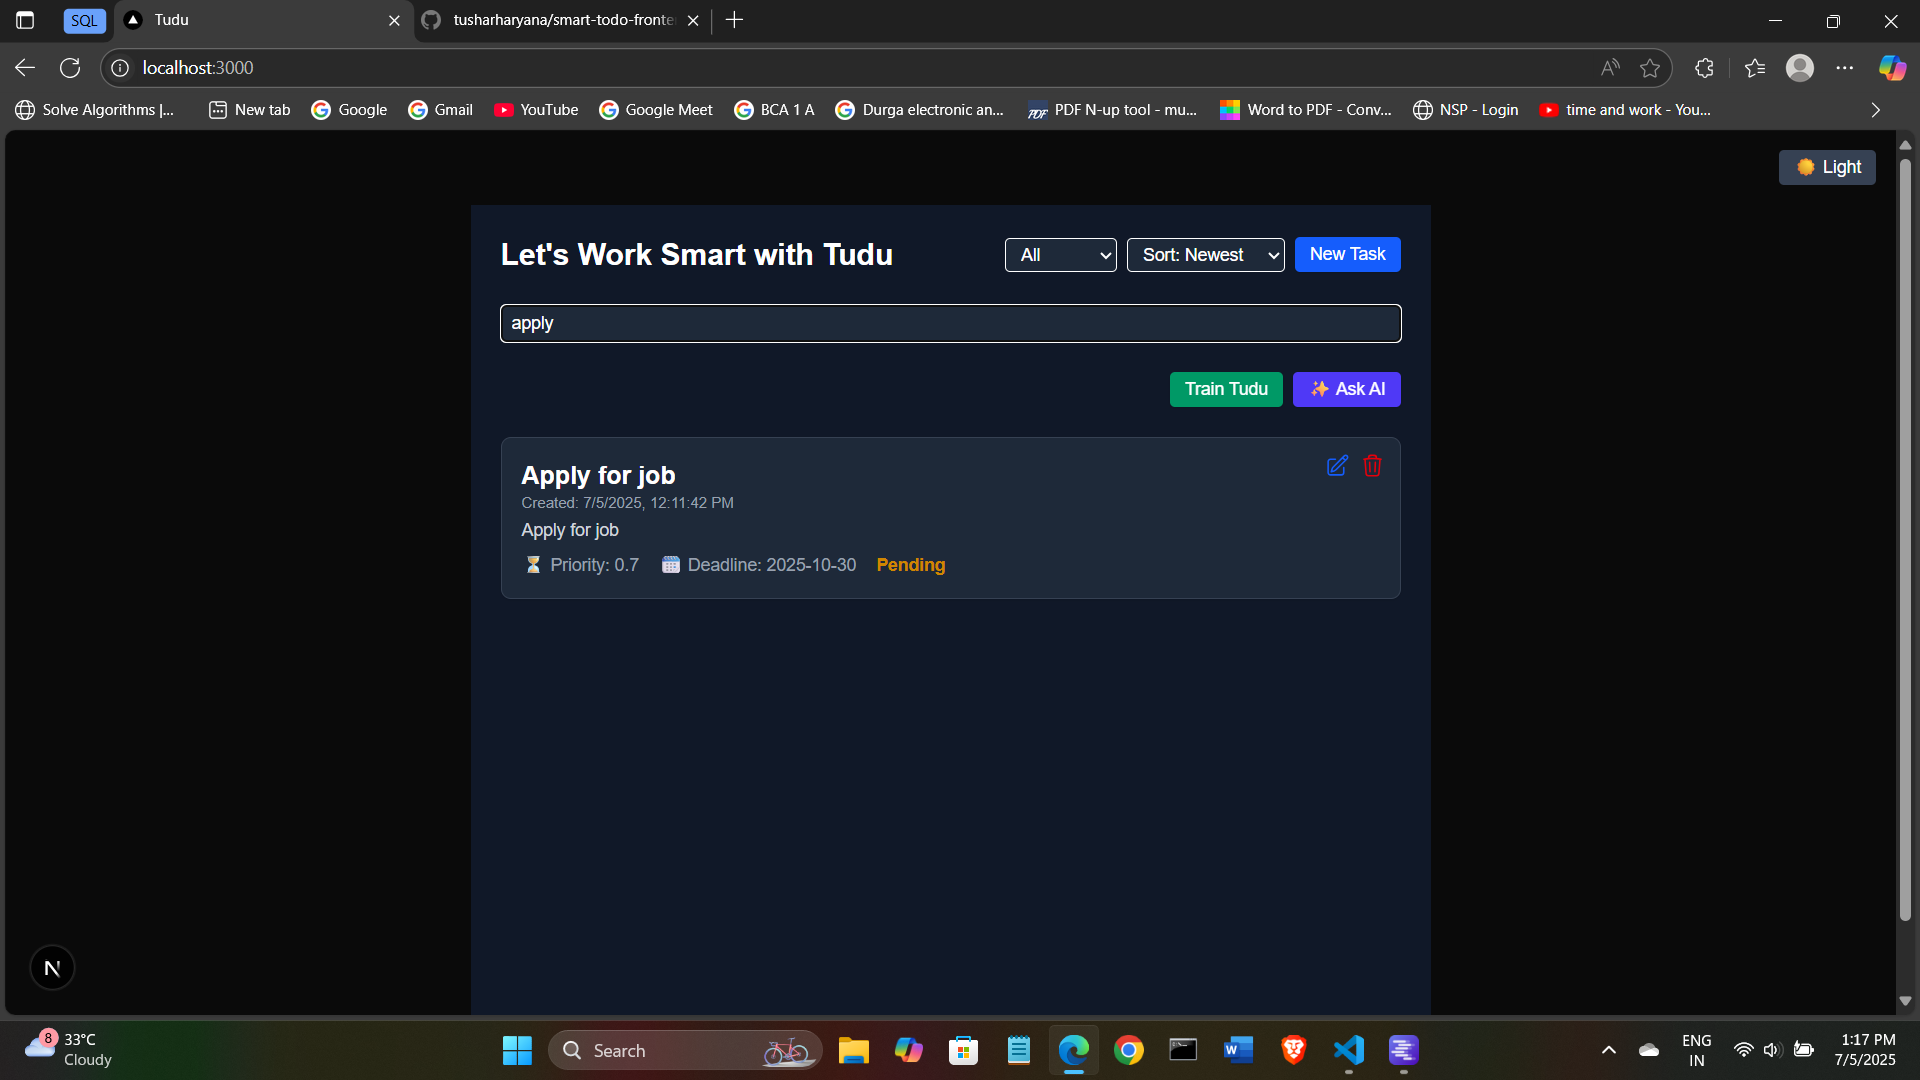 SQL
Tudu
tusharharyana/smart-todo-fronte
localhost:3000
Solve Algorithms |...
New tab
Google
Gmail
YouTube
Google Meet
BCA 1 A
Durga electronic an...
PDF N-up tool - mu...
Word to PDF - Conv...
NSP - Login
time and work - You...
Light
Let's Work Smart with Tudu
All
Sort: Newest
New Task
apply
Train Tudu
✨ Ask AI
Apply for job
Created: 7/5/2025, 12:11:42 PM
Apply for job
⏳ Priority: 0.7
Deadline: 2025-10-30
Pending
N
8
33°C
Cloudy
Search
ENG
IN
1:17 PM
7/5/2025